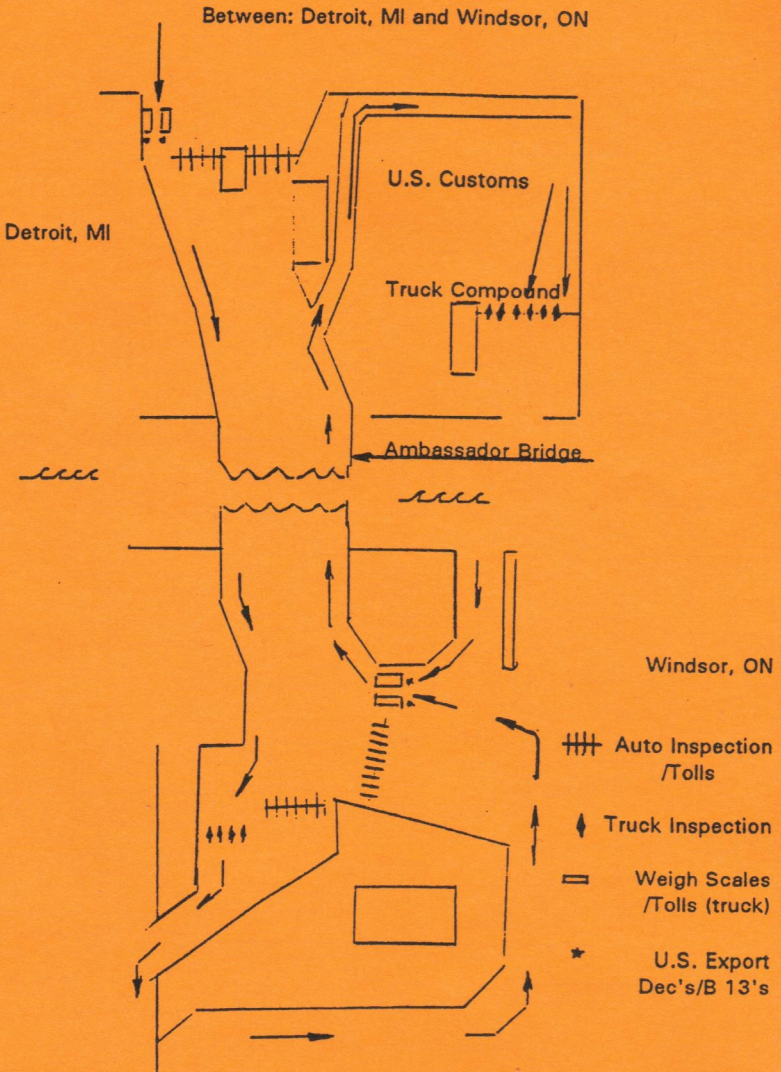 Between: Detroit, MI and Windsor, ON
U.S. Customs
Detroit, MI
Truck Compound
Ambassador Bridge
Windsor, ON
Auto Inspection
/Tolls
Truck Inspection
Weigh Scales
/Tolls (truck)
U.S. Export
Dec's/B 13's